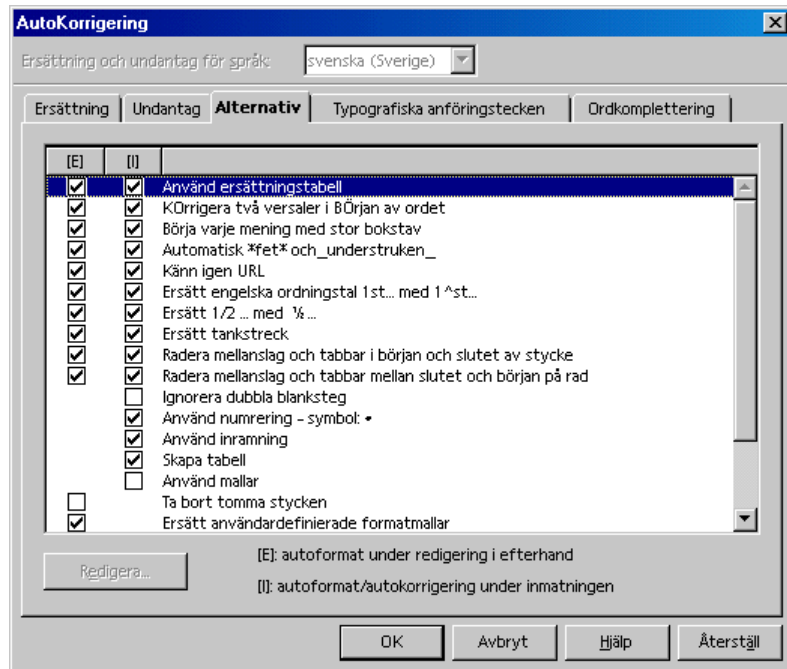 AutoKorrigering
Ersättning och undantag för språk: svenska (Sverige)
Ersättning Undantag Alternativ Typografiska anföringstecken Ordkomplettering
[E] [I]
Använd ersättningstabell
KOrrigera två versaler i BÖrjan av ordet
Börja varje mening med stor bokstav
Automatisk *fet* och_understruken_
Känn igen URL
Ersätt engelska ordningstal 1st... med 1^st...
Ersätt 1/2 ... med ½...
Ersätt tankstreck
Radera mellanslag och tabbar i början och slutet av stycke
Radera mellanslag och tabbar mellan slutet och början på rad
Ignorera dubbla blanksteg
Använd numrering - symbol: •
Använd inramning
Skapa tabell
Använd mallar
Ta bort tomma stycken
Ersätt användardefinierade formatmallar
Redigera...
[E]: autoformat under redigering i efterhand
[I]: autoformat/autokorrigering under inmatningen
OK Avbryt Hjälp Återställ